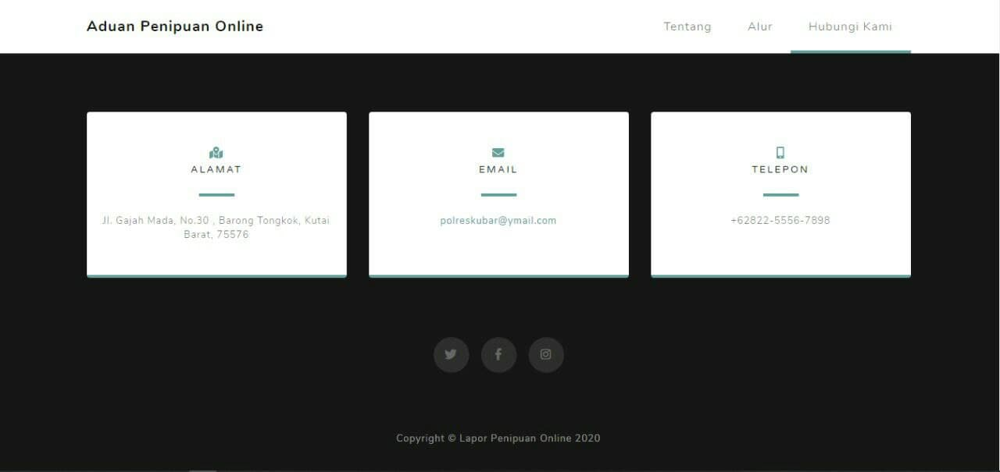 Aduan Penipuan Online
Tentang
Alur
Hubungi Kami
ALAMAT
Jl. Gajah Mada, No.30 , Barong Tongkok, Kutai
Barat, 75576
EMAIL
polreskubar@ymail.com
TELEPON
+62822-5556-7898
Copyright © Lapor Penipuan Online 2020